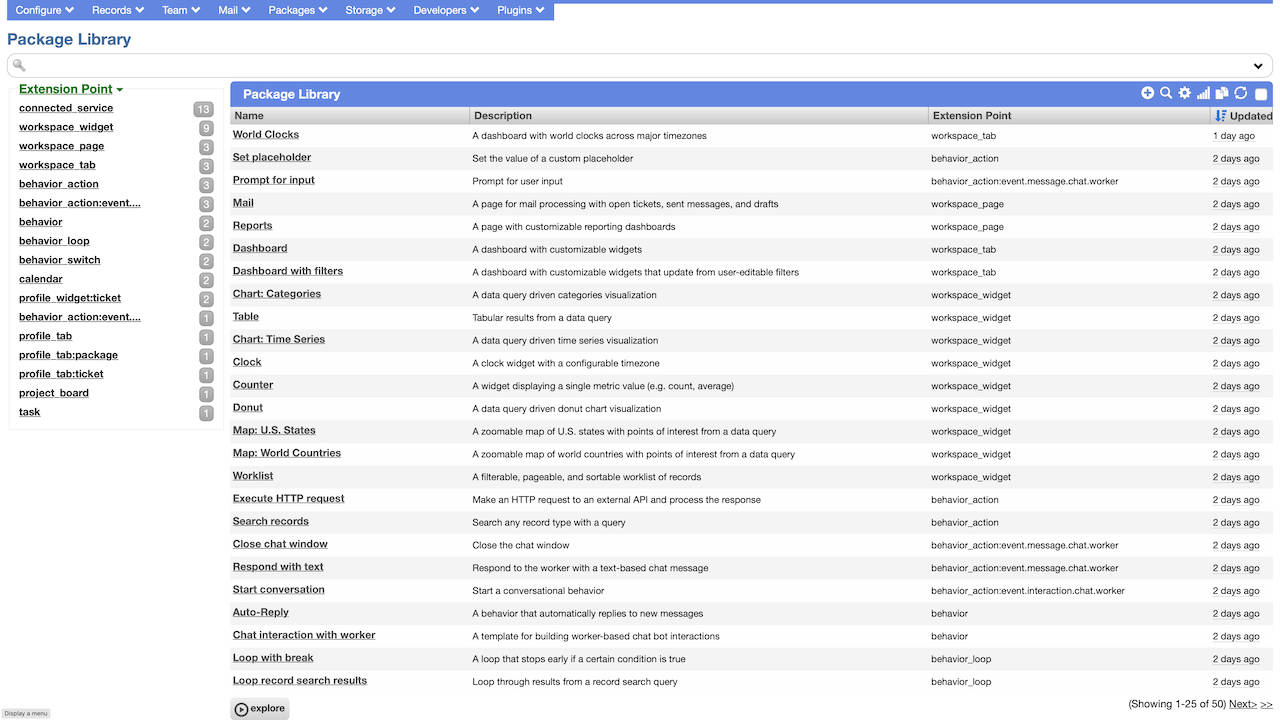 Configure Records Team Mail Packages Storage Developers Plugins
Package Library
Extension Point
connected_service 13
workspace_widget 9
workspace_page 3
workspace_tab 3
behavior_action 3
behavior_action:event.... 3
behavior 2
behavior_loop 2
behavior_switch 2
calendar 2
profile_widget:ticket 2
behavior_action:event.... 1
profile_tab 1
profile_tab:package 1
profile_tab:ticket 1
project_board 1
task 1
Package Library
Name Description Extension Point Updated
World Clocks A dashboard with world clocks across major timezones workspace_tab 1 day ago
Set placeholder Set the value of a custom placeholder behavior_action 2 days ago
Prompt for input Prompt for user input behavior_action:event.message.chat.worker 2 days ago
Mail A page for mail processing with open tickets, sent messages, and drafts workspace_page 2 days ago
Reports A page with customizable reporting dashboards workspace_page 2 days ago
Dashboard A dashboard with customizable widgets workspace_tab 2 days ago
Dashboard with filters A dashboard with customizable widgets that update from user-editable filters workspace_tab 2 days ago
Chart: Categories A data query driven categories visualization workspace_widget 2 days ago
Table Tabular results from a data query workspace_widget 2 days ago
Chart: Time Series A data query driven time series visualization workspace_widget 2 days ago
Clock A clock widget with a configurable timezone workspace_widget 2 days ago
Counter A widget displaying a single metric value (e.g. count, average) workspace_widget 2 days ago
Donut A data query driven donut chart visualization workspace_widget 2 days ago
Map: U.S. States A zoomable map of U.S. states with points of interest from a data query workspace_widget 2 days ago
Map: World Countries A zoomable map of world countries with points of interest from a data query workspace_widget 2 days ago
Worklist A filterable, pageable, and sortable worklist of records workspace_widget 2 days ago
Execute HTTP request Make an HTTP request to an external API and process the response behavior_action 2 days ago
Search records Search any record type with a query behavior_action 2 days ago
Close chat window Close the chat window behavior_action:event.message.chat.worker 2 days ago
Respond with text Respond to the worker with a text-based chat message behavior_action:event.message.chat.worker 2 days ago
Start conversation Start a conversational behavior behavior_action:event.interaction.chat.worker 2 days ago
Auto-Reply A behavior that automatically replies to new messages behavior 2 days ago
Chat interaction with worker A template for building worker-based chat bot interactions behavior 2 days ago
Loop with break A loop that stops early if a certain condition is true behavior_loop 2 days ago
Loop record search results Loop through results from a record search query behavior_loop 2 days ago
explore (Showing 1-25 of 50) Next> >>
Display a menu